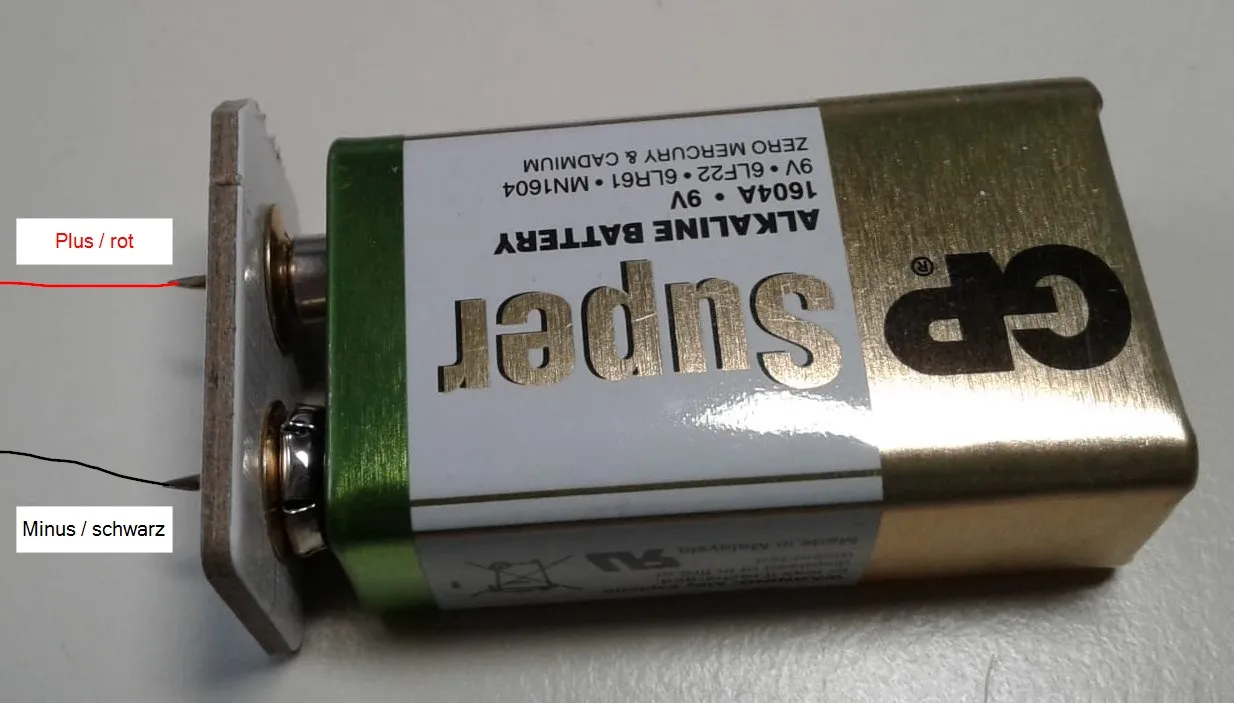 Plus / rot
Minus / schwarz
GP®
Super
ALKALINE BATTERY
1604A • 9V
9V • 6LF22 • 6LR61 • MN1604
ZERO MERCURY & CADMIUM
Made in Malaysia